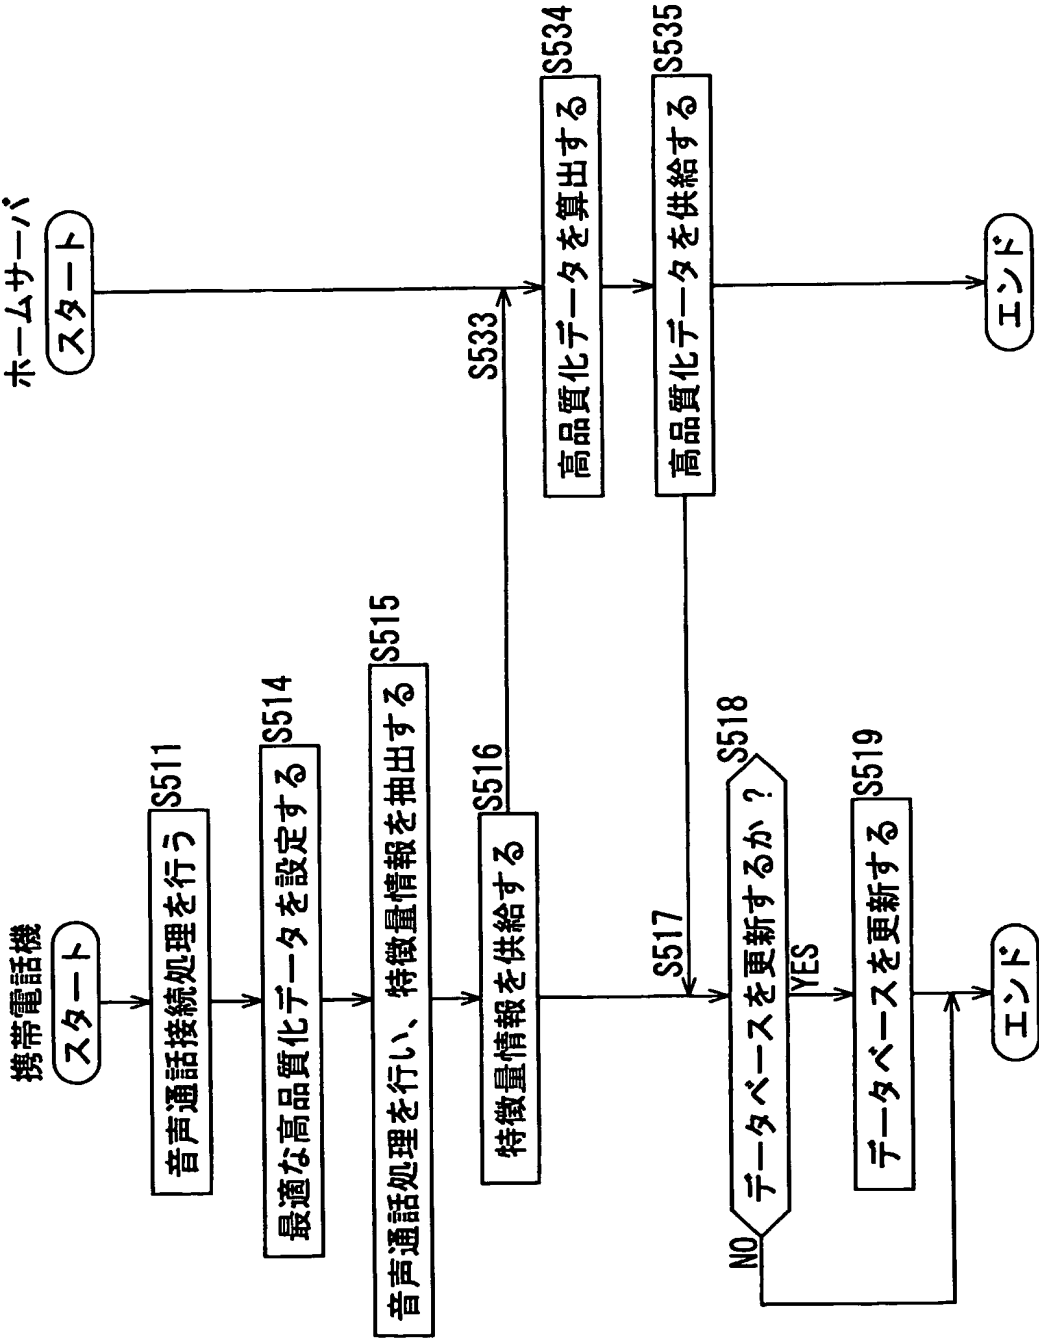 携帯電話機
スタート
音声通話接続処理を行う
S511
最適な高品質化データを設定する
S514
音声通話処理を行い、特徴量情報を抽出する
S515
特徴量情報を供給する
S516
S517
データベースを更新するか？
S518
NO
YES
データベースを更新する
S519
エンド
ホームサーバ
スタート
S533
高品質化データを算出する
S534
高品質化データを供給する
S535
エンド